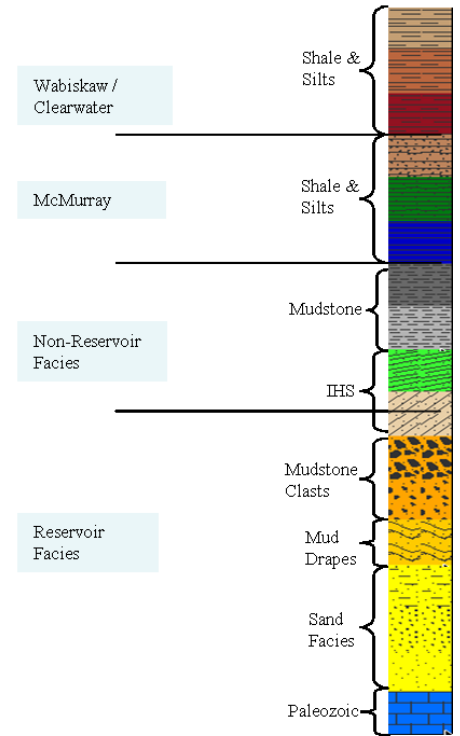 Shale &
Silts
Wabiskaw /
Clearwater
McMurray
Shale &
Silts
Mudstone
Non-Reservoir
Facies
IHS
Mudstone
Clasts
Reservoir
Facies
Mud
Drapes
Sand
Facies
Paleozoic